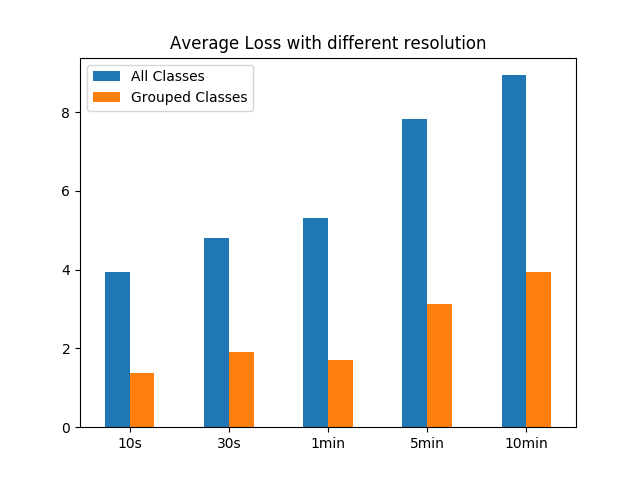 Average Loss with different resolution
All Classes
Grouped Classes
8
6
4
2
0
10s 30s 1min 5min 10min